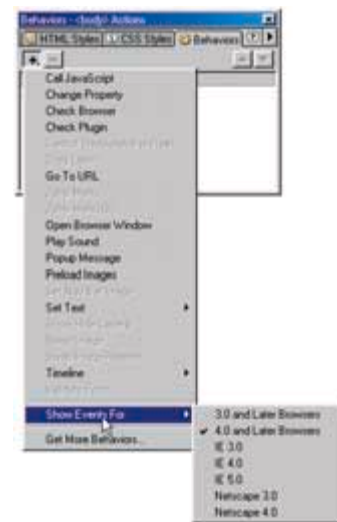 Behaviors - <body> Actions
HTML Styles CSS Styles Behaviors
Call JavaScript
Change Property
Check Browser
Check Plugin
Go To URL
Open Browser Window
Play Sound
Popup Message
Preload Images
Set Text
Timeline
Show Events For
Get More Behaviors...
3.0 and Later Browsers
4.0 and Later Browsers
IE 3.0
IE 4.0
IE 5.0
Netscape 3.0
Netscape 4.0